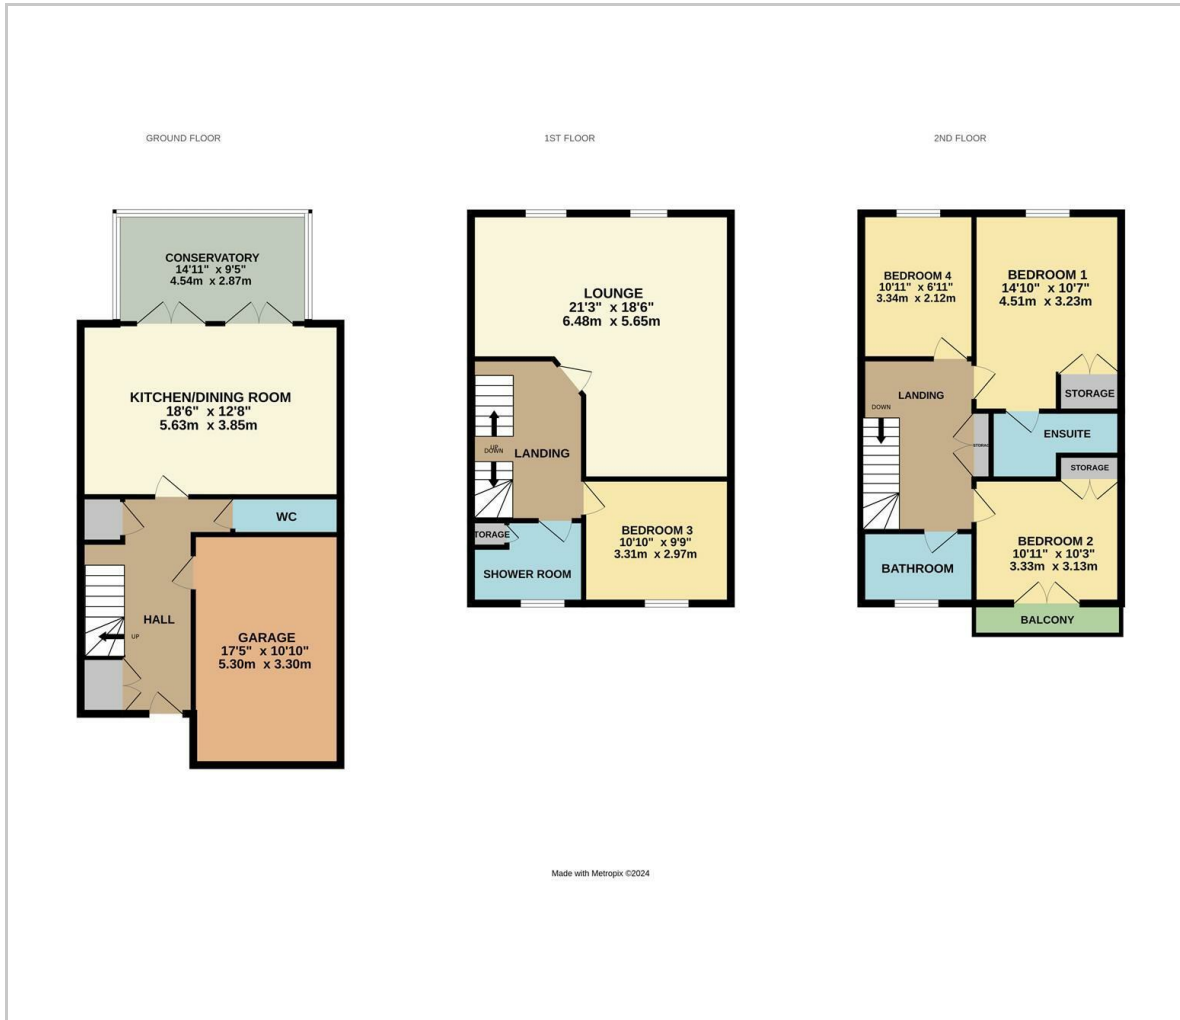 GROUND FLOOR
CONSERVATORY
14'11" x 9'5"
4.54m x 2.87m
KITCHEN/DINING ROOM
18'6" x 12'8"
5.63m x 3.85m
WC
HALL
UP
GARAGE
17'5" x 10'10"
5.30m x 3.30m
1ST FLOOR
LOUNGE
21'3" x 18'6"
6.48m x 5.65m
UP
DOWN
LANDING
TORAGE
SHOWER ROOM
BEDROOM 3
10'10" x 9'9"
3.31m x 2.97m
2ND FLOOR
BEDROOM 4
10'11" x 6'11"
3.34m x 2.12m
BEDROOM 1
14'10" x 10'7"
4.51m x 3.23m
STORAGE
LANDING
DOWN
STORAGE
ENSUITE
STORAGE
BEDROOM 2
10'11" x 10'3"
3.33m x 3.13m
BATHROOM
BALCONY
Made with Metropix ©2024